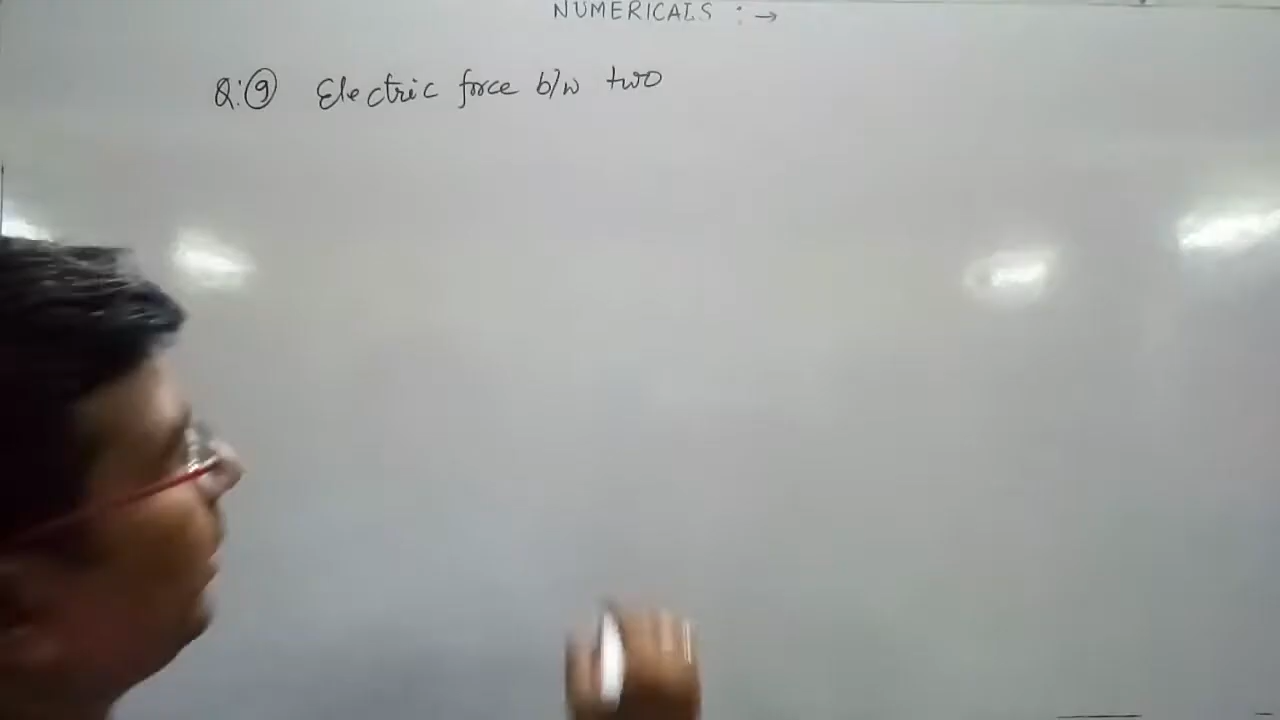 NUMERICALS : →
Q:⑨ Electric force b/w two